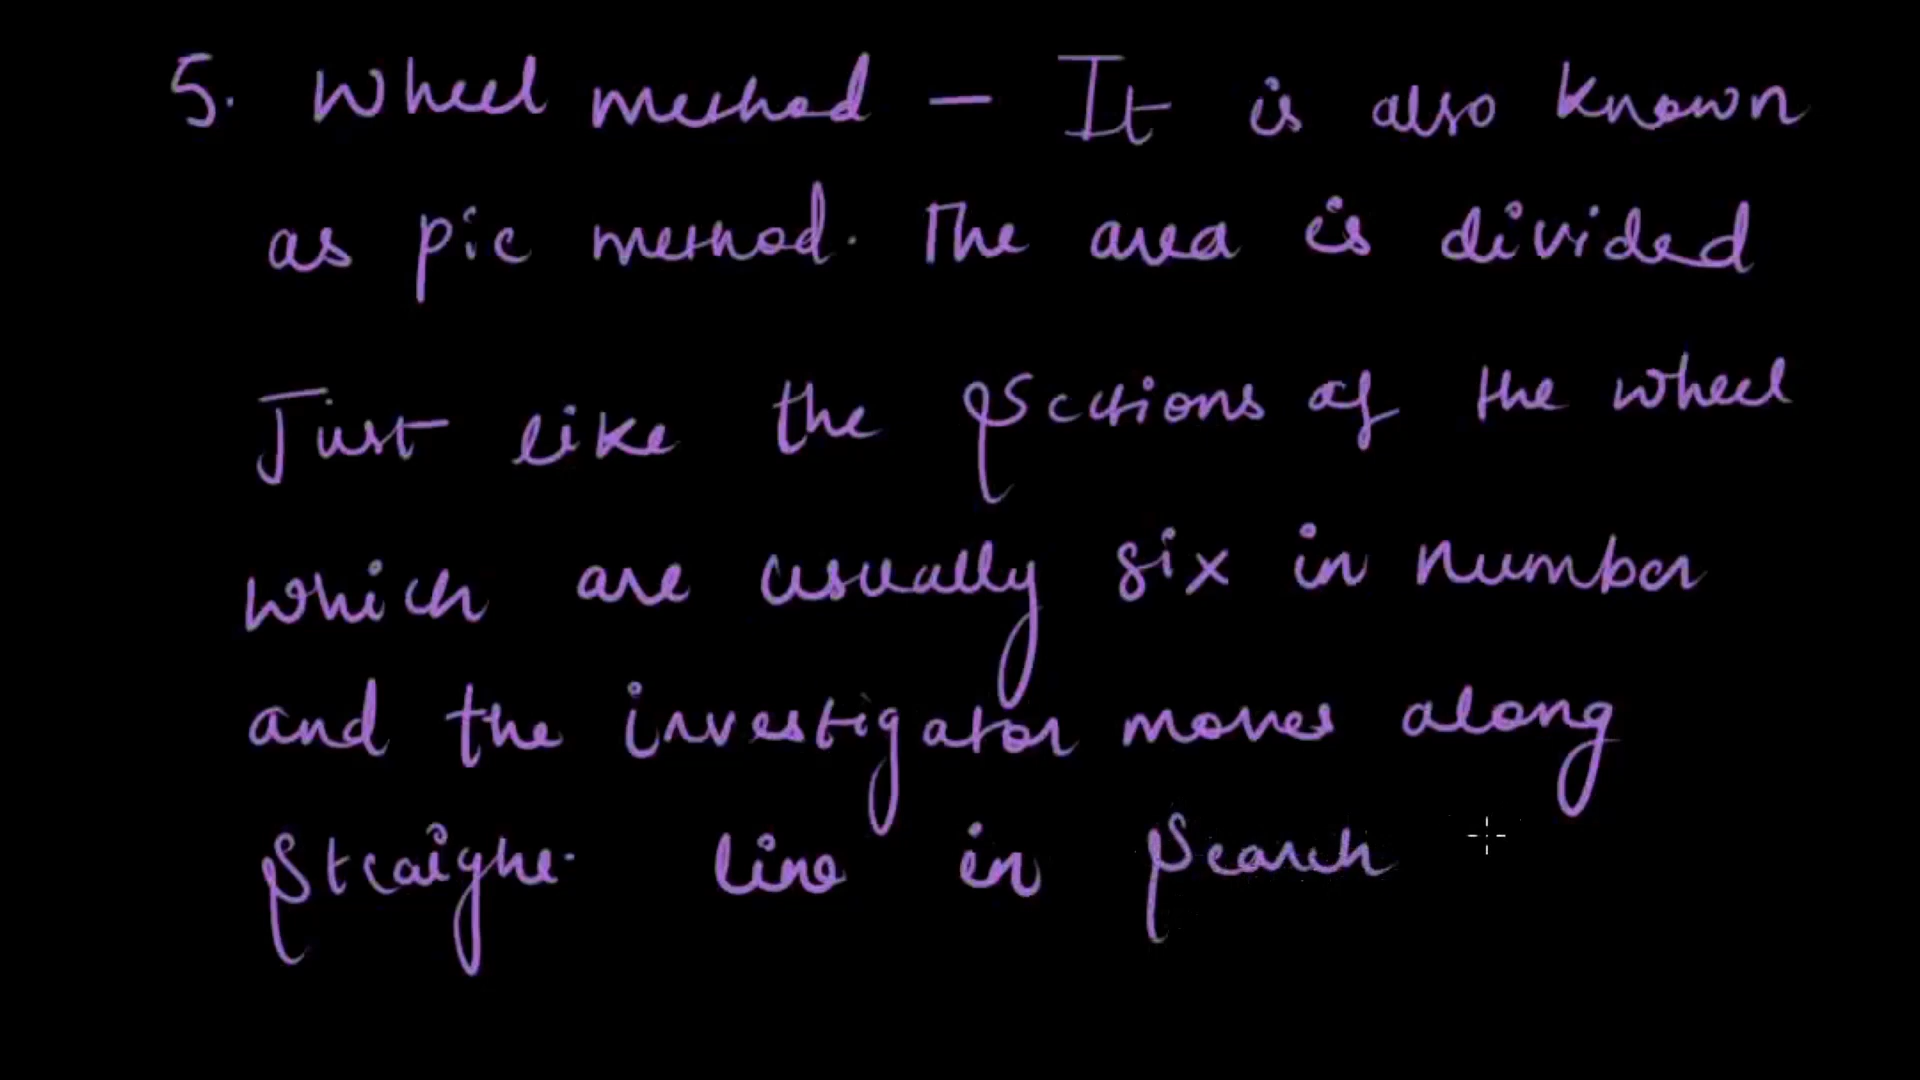 5. Wheel method – It is also known
as pie method. The area is divided
Just like the sections of the wheel
which are usually six in number
and the investigator moves along
straight line in search